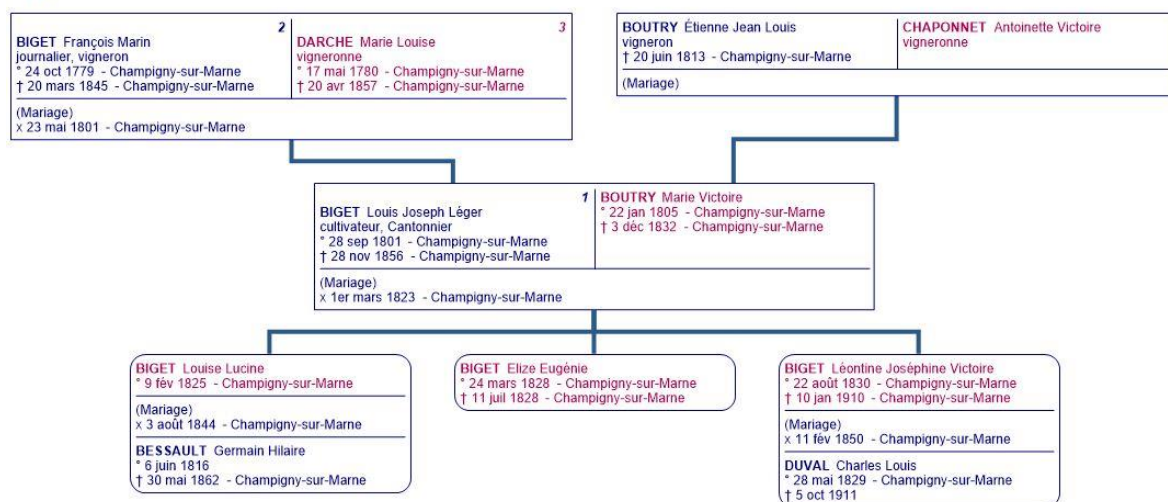 2
BIGET François Marin
journalier, vigneron
° 24 oct 1779 - Champigny-sur-Marne
† 20 mars 1845 - Champigny-sur-Marne
3
DARCHE Marie Louise
vigneronne
° 17 mai 1780 - Champigny-sur-Marne
† 20 avr 1857 - Champigny-sur-Marne
(Mariage)
x 23 mai 1801 - Champigny-sur-Marne
BOUTRY Étienne Jean Louis
vigneron
† 20 juin 1813 - Champigny-sur-Marne
CHAPONNET Antoinette Victoire
vigneronne
(Mariage)
1
BIGET Louis Joseph Léger
cultivateur, Cantonnier
° 28 sep 1801 - Champigny-sur-Marne
† 28 nov 1856 - Champigny-sur-Marne
BOUTRY Marie Victoire
° 22 jan 1805 - Champigny-sur-Marne
† 3 déc 1832 - Champigny-sur-Marne
(Mariage)
x 1er mars 1823 - Champigny-sur-Marne
BIGET Louise Lucine
° 9 fév 1825 - Champigny-sur-Marne
(Mariage)
x 3 août 1844 - Champigny-sur-Marne
BESSAULT Germain Hilaire
° 6 juin 1816
† 30 mai 1862 - Champigny-sur-Marne
BIGET Elize Eugénie
° 24 mars 1828 - Champigny-sur-Marne
† 11 juil 1828 - Champigny-sur-Marne
BIGET Léontine Joséphine Victoire
° 22 août 1830 - Champigny-sur-Marne
† 10 jan 1910 - Champigny-sur-Marne
(Mariage)
x 11 fév 1850 - Champigny-sur-Marne
DUVAL Charles Louis
° 28 mai 1829 - Champigny-sur-Marne
† 5 oct 1911